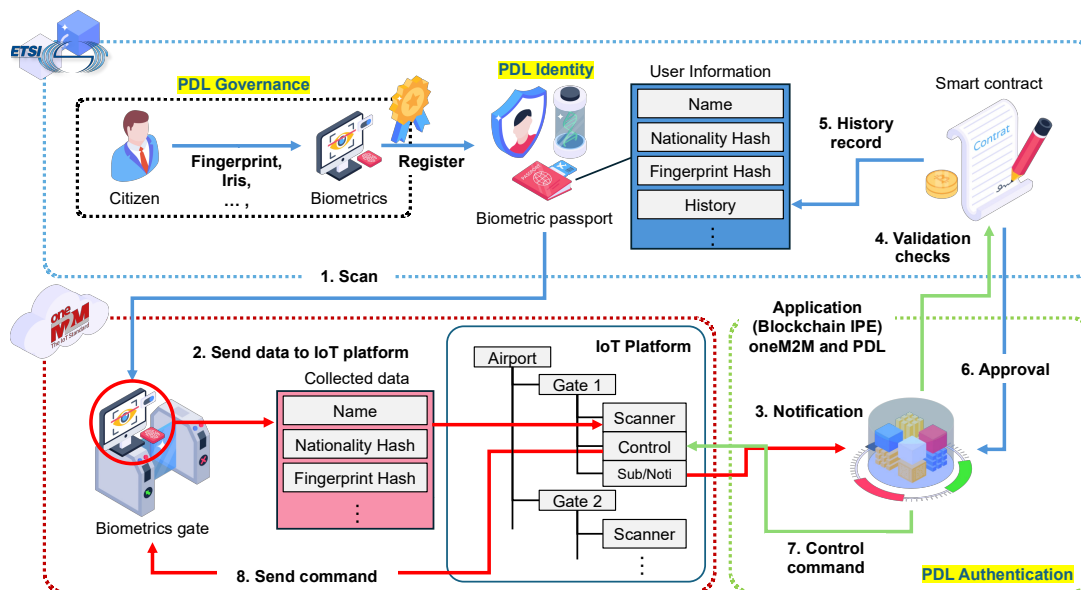 ETSI
PDL Governance
PDL Identity
User Information
Smart contract
Name
Nationality Hash
Fingerprint Hash
History
⋮
5. History
record
Contrat
Fingerprint,
Iris,
... ,
Register
Citizen
Biometrics
PASSPORT
Biometric passport
4. Validation
checks
1. Scan
one
M2M
The IoT Standard
Application
(Blockchain IPE)
oneM2M and PDL
2. Send data to IoT platform
IoT Platform
Airport
Collected data
6. Approval
Gate 1
Name
Scanner
3. Notification
Nationality Hash
Control
Fingerprint Hash
Sub/Noti
⋮
Gate 2
Biometrics gate
Scanner
⋮
7. Control
command
8. Send command
PDL Authentication